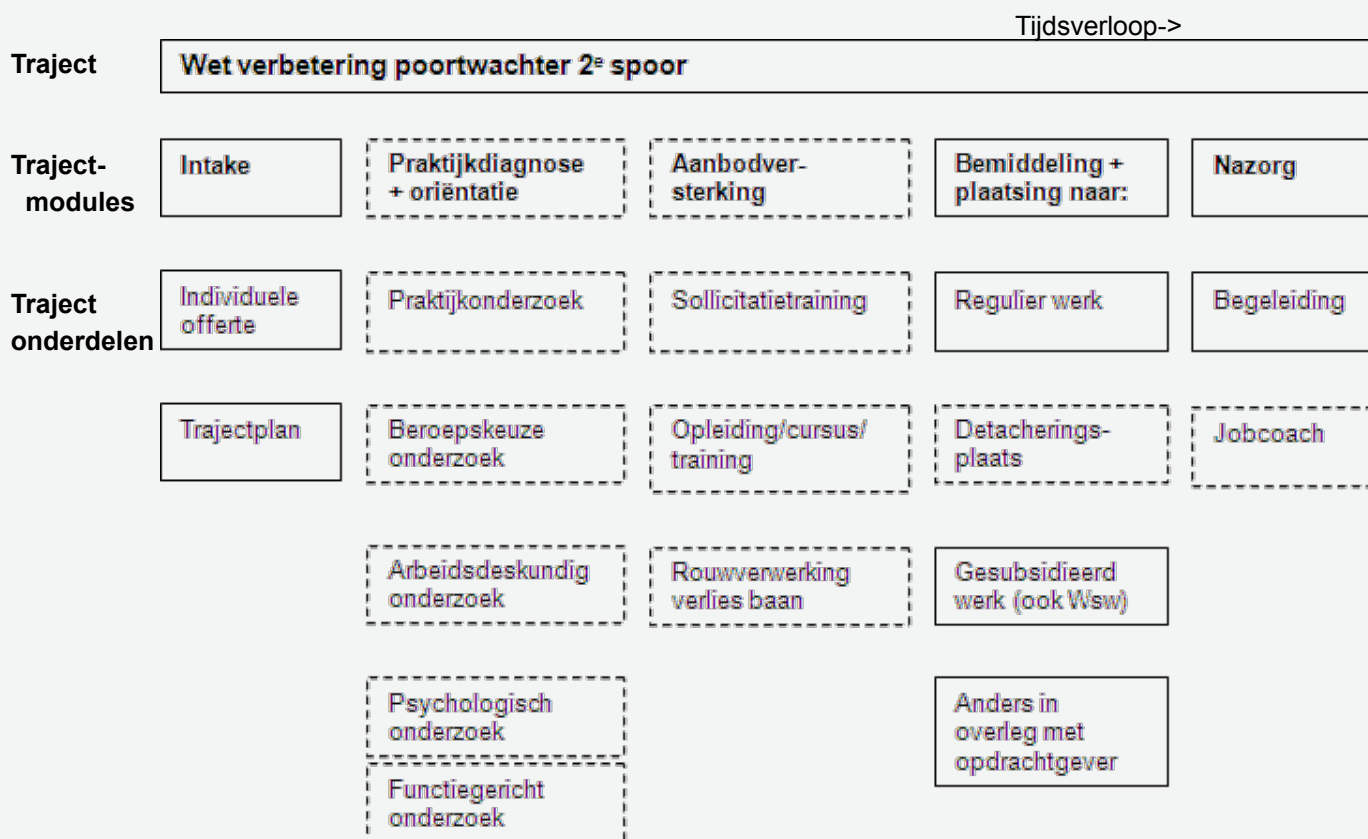 Tijdsverloop->
Traject
Wet verbetering poortwachter 2e spoor
Traject-
modules
Intake
Praktijkdiagnose
+ oriëntatie
Aanbodver-
sterking
Bemiddeling +
plaatsing naar:
Nazorg
Traject
onderdelen
Individuele
offerte
Praktijkonderzoek
Sollicitatietraining
Regulier werk
Begeleiding
Trajectplan
Beroepskeuze
onderzoek
Opleiding/cursus/
training
Detacherings-
plaats
Jobcoach
Arbeidsdeskundig
onderzoek
Rouwverwerking
verlies baan
Gesubsidieerd
werk (ook Wsw)
Psychologisch
onderzoek
Anders in
overleg met
opdrachtgever
Functiegericht
onderzoek